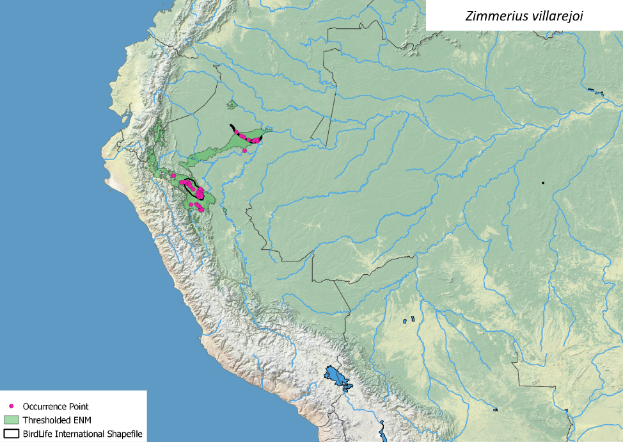 Zimmerius villarejoi
Occurrence Point
Thresholded ENM
BirdLife International Shapefile